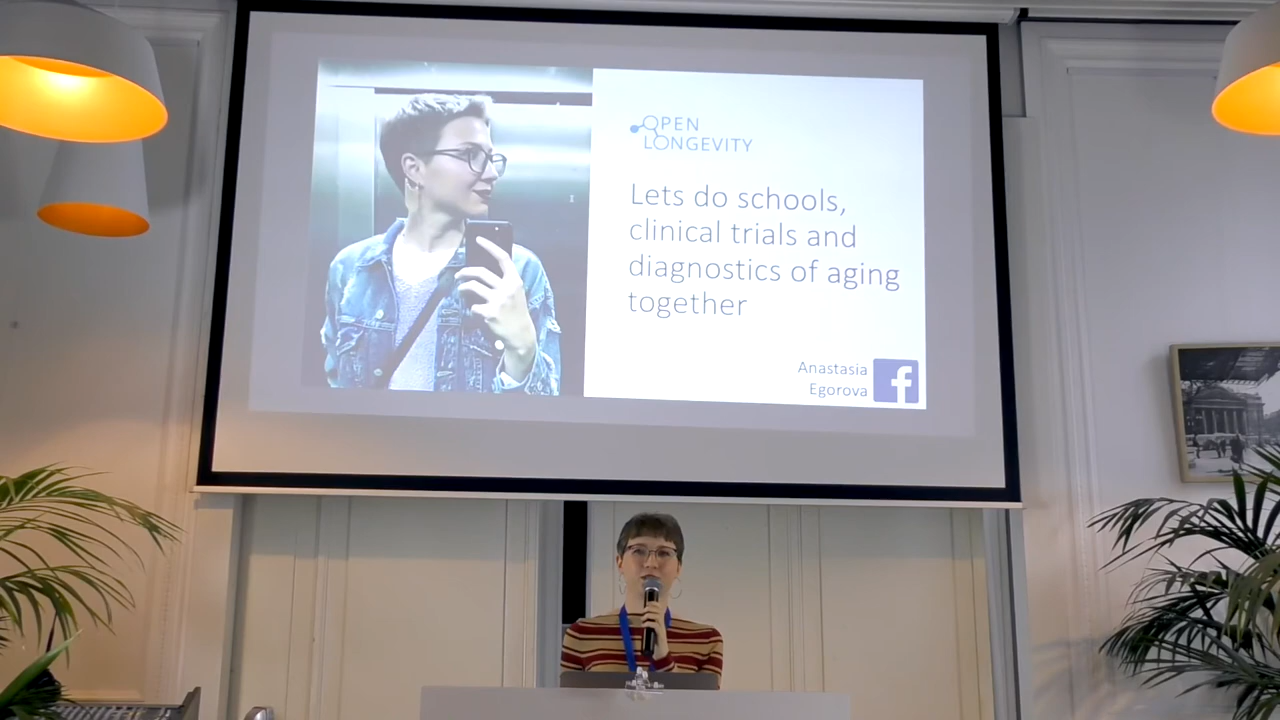 OPEN
LONGEVITY
Lets do schools,
clinical trials and
diagnostics of aging
together
Anastasia
Egorova
f